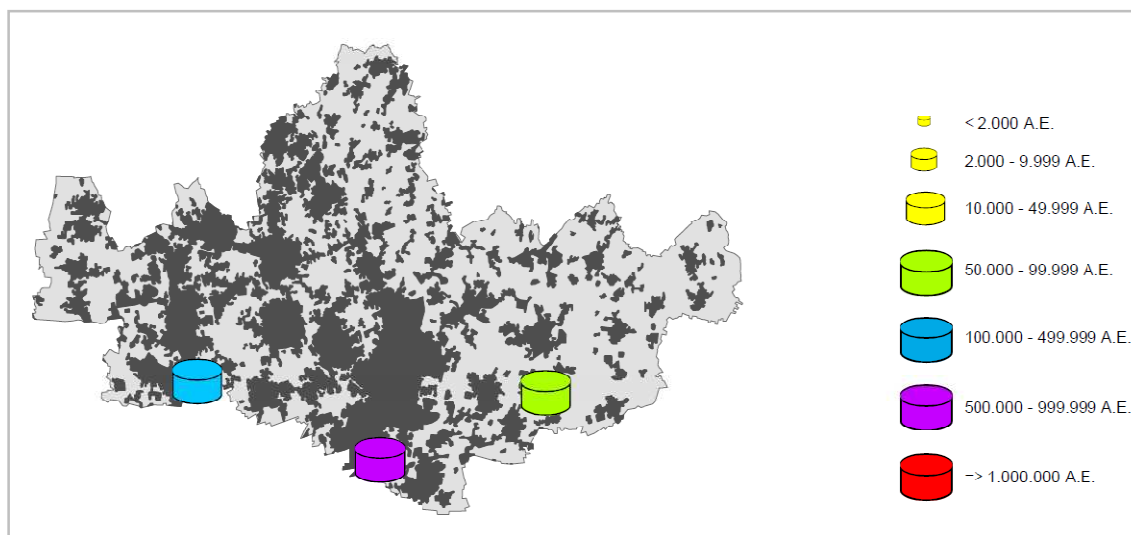 < 2.000 A.E.
2.000 - 9.999 A.E.
10.000 - 49.999 A.E.
50.000 - 99.999 A.E.
100.000 - 499.999 A.E.
500.000 - 999.999 A.E.
=> 1.000.000 A.E.